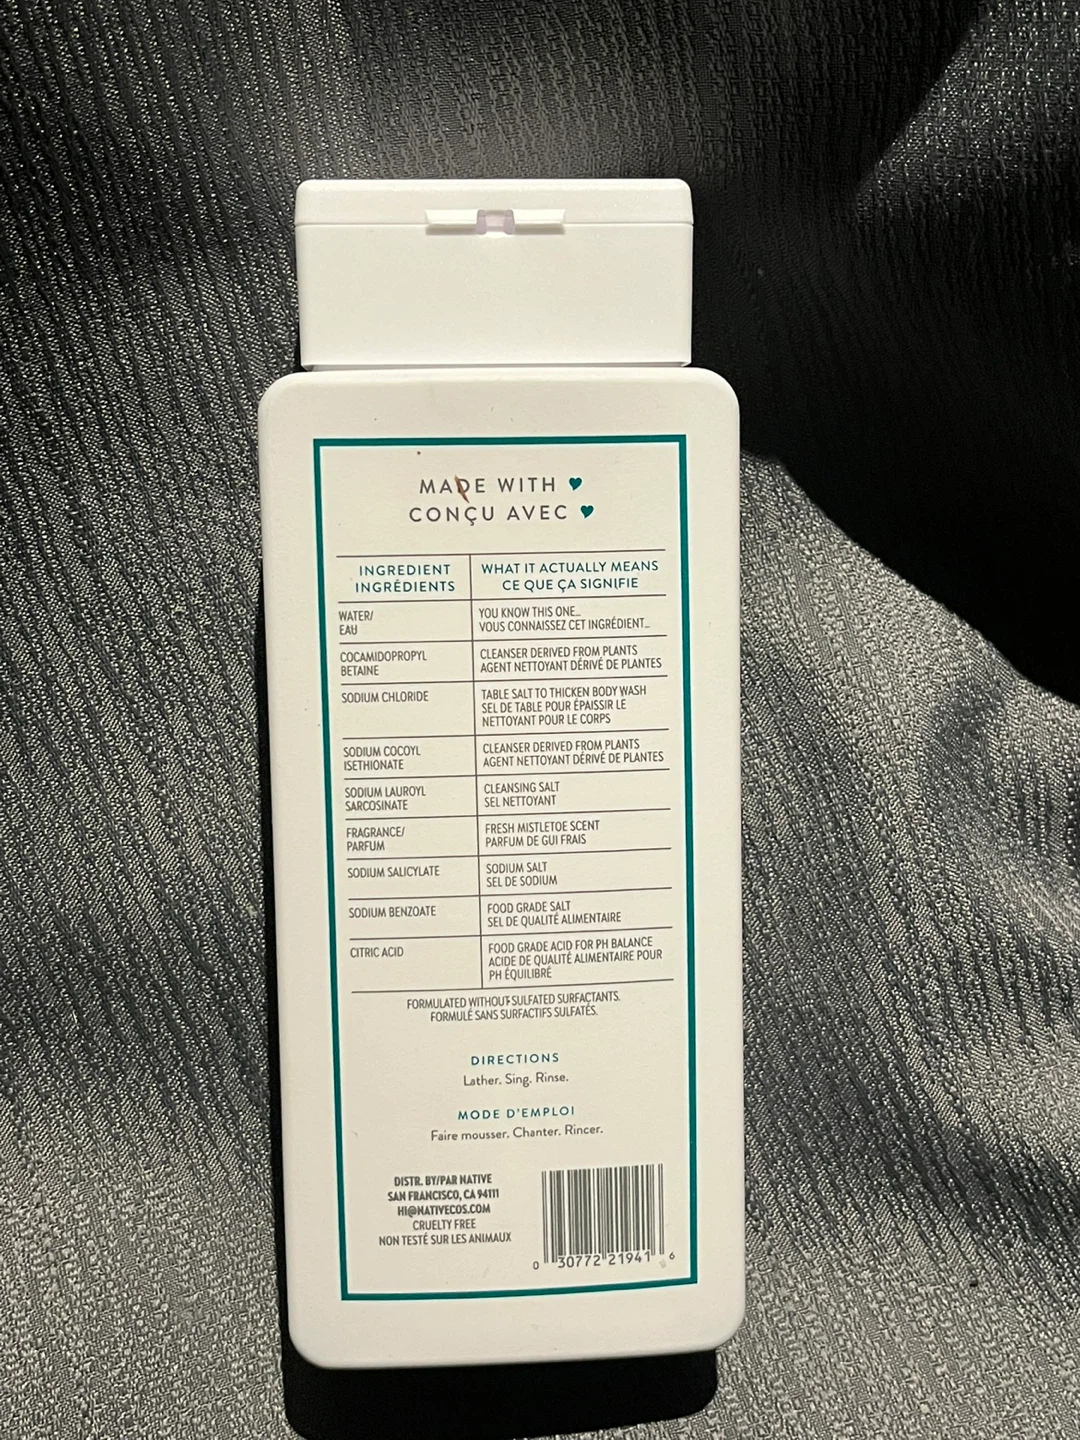 MADE WITH
CONÇU AVEC
INGREDIENT
INGRÉDIENTS
WHAT IT ACTUALLY MEANS
CE QUE ÇA SIGNIFIE
WATER/
EAU
YOU KNOW THIS ONE...
VOUS CONNAISSEZ CET INGRÉDIENT...
COCAMIDOPROPYL
BETAINE
CLEANSER DERIVED FROM PLANTS
AGENT NETTOYANT DÉRIVÉ DE PLANTES
SODIUM CHLORIDE
TABLE SALT TO THICKEN BODY WASH
SEL DE TABLE POUR ÉPAISSIR LE
NETTOYANT POUR LE CORPS
SODIUM COCOYL
ISETHIONATE
CLEANSER DERIVED FROM PLANTS
AGENT NETTOYANT DÉRIVÉ DE PLANTES
SODIUM LAUROYL
SARCOSINATE
CLEANSING SALT
SEL NETTOYANT
FRAGRANCE/
PARFUM
FRESH MISTLETOE SCENT
PARFUM DE GUI FRAIS
SODIUM SALICYLATE
SODIUM SALT
SEL DE SODIUM
SODIUM BENZOATE
FOOD GRADE SALT
SEL DE QUALITÉ ALIMENTAIRE
CITRIC ACID
FOOD GRADE ACID FOR PH BALANCE
ACIDE DE QUALITÉ ALIMENTAIRE POUR
PH ÉQUILIBRÉ
FORMULATED WITHOUT SULFATED SURFACTANTS.
FORMULÉ SANS SURFACTIFS SULFATÉS.
DIRECTIONS
Lather. Sing. Rinse.
MODE D'EMPLOI
Faire mousser. Chanter. Rincer.
DISTR. BY/PAR NATIVE
SAN FRANCISCO, CA 94111
HI@NATIVECOS.COM
CRUELTY FREE
NON TESTÉ SUR LES ANIMAUX
0 30772 21941 6